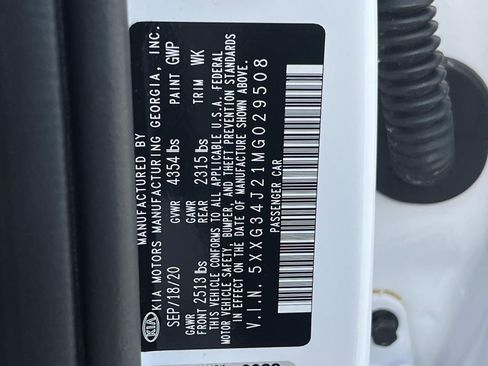 MANUFACTURED BY
KIA KIA MOTORS MANUFACTURING GEORGIA, INC.
SEP/18/20 GVWR 4354 lbs PAINT GWP
GAWR FRONT 2513 lbs GAWR REAR 2315 lbs TRIM WK
THIS VEHICLE CONFORMS TO ALL APPLICABLE U.S.A. FEDERAL
MOTOR VEHICLE SAFETY, BUMPER, AND THEFT PREVENTION STANDARDS
IN EFFECT ON THE DATE OF MANUFACTURE SHOWN ABOVE.
V.I.N. 5XXG34J21MG029508
PASSENGER CAR